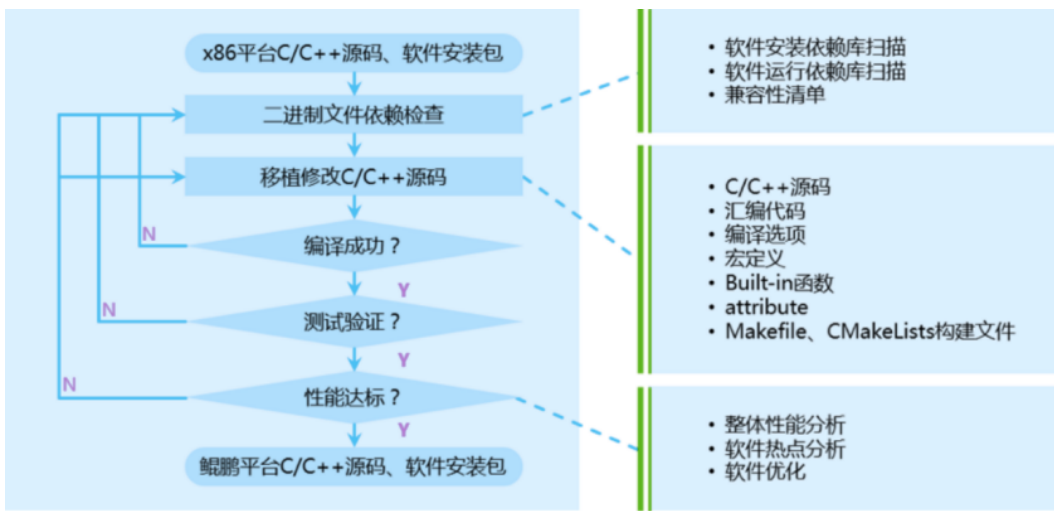 x86平台C/C++源码、软件安装包
二进制文件依赖检查
移植修改C/C++源码
编译成功？
N
Y
测试验证？
N
Y
性能达标？
N
Y
鲲鹏平台C/C++源码、软件安装包
• 软件安装依赖库扫描
• 软件运行依赖库扫描
• 兼容性清单
• C/C++源码
• 汇编代码
• 编译选项
• 宏定义
• Built-in函数
• attribute
• Makefile、CMakeLists构建文件
• 整体性能分析
• 软件热点分析
• 软件优化